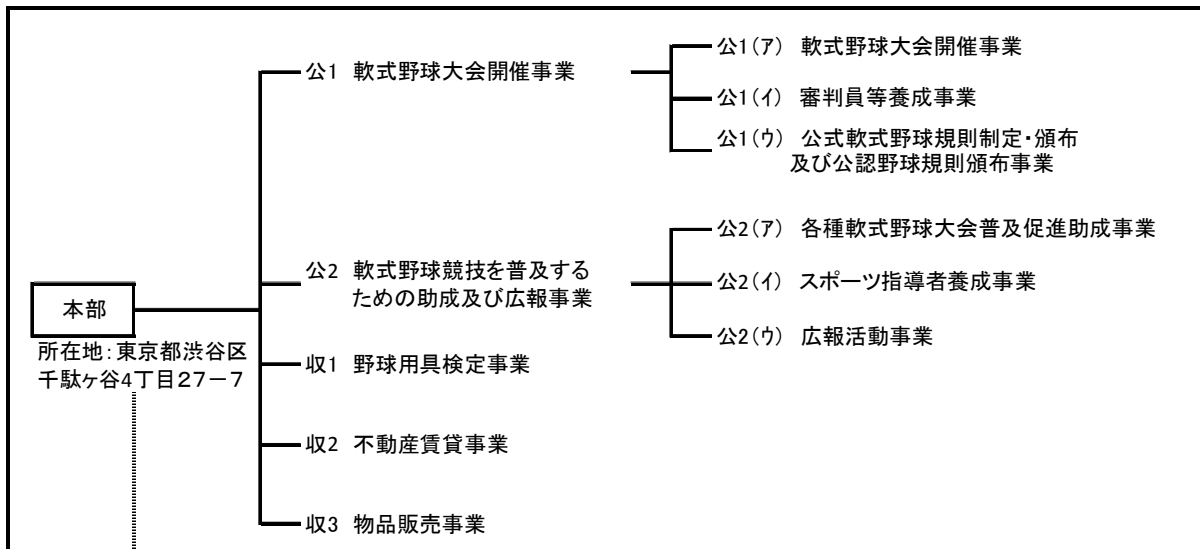 公1 軟式野球大会開催事業
公1(ア) 軟式野球大会開催事業
公1(イ) 審判員等養成事業
公1(ウ) 公式軟式野球規則制定・頒布
及び公認野球規則頒布事業
公2 軟式野球競技を普及する
ための助成及び広報事業
公2(ア) 各種軟式野球大会普及促進助成事業
公2(イ) スポーツ指導者養成事業
公2(ウ) 広報活動事業
本部
所在地:東京都渋谷区
千駄ヶ谷4丁目27-7
収1 野球用具検定事業
収2 不動産賃貸事業
収3 物品販売事業